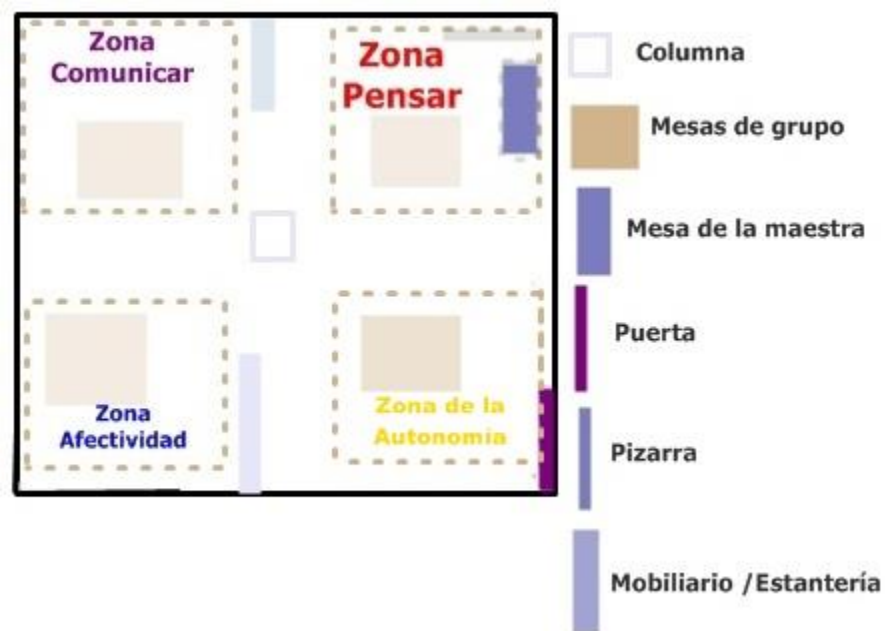 Zona
Comunicar
Zona
Pensar
Zona
Afectividad
Zona de la
Autonomía
Columna
Mesas de grupo
Mesa de la maestra
Puerta
Pizarra
Mobiliario /Estantería